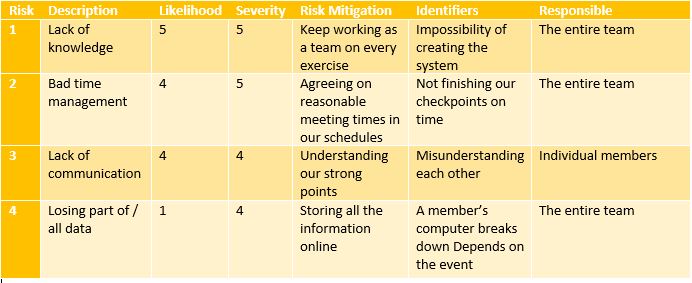 Risk Description Likelihood Severity Risk Mitigation Identifiers Responsible
1 Lack of 5 5 Keep working as Impossibility of The entire team
knowledge a team on every creating the
exercise system
2 Bad time 4 5 Agreeing on Not finishing our The entire team
management reasonable checkpoints on
meeting times in time
our schedules
3 Lack of 4 4 Understanding Misunderstanding Individual members
communication our strong each other
points
4 Losing part of / 1 4 Storing all the A member's The entire team
all data information computer breaks
online down Depends on
the event